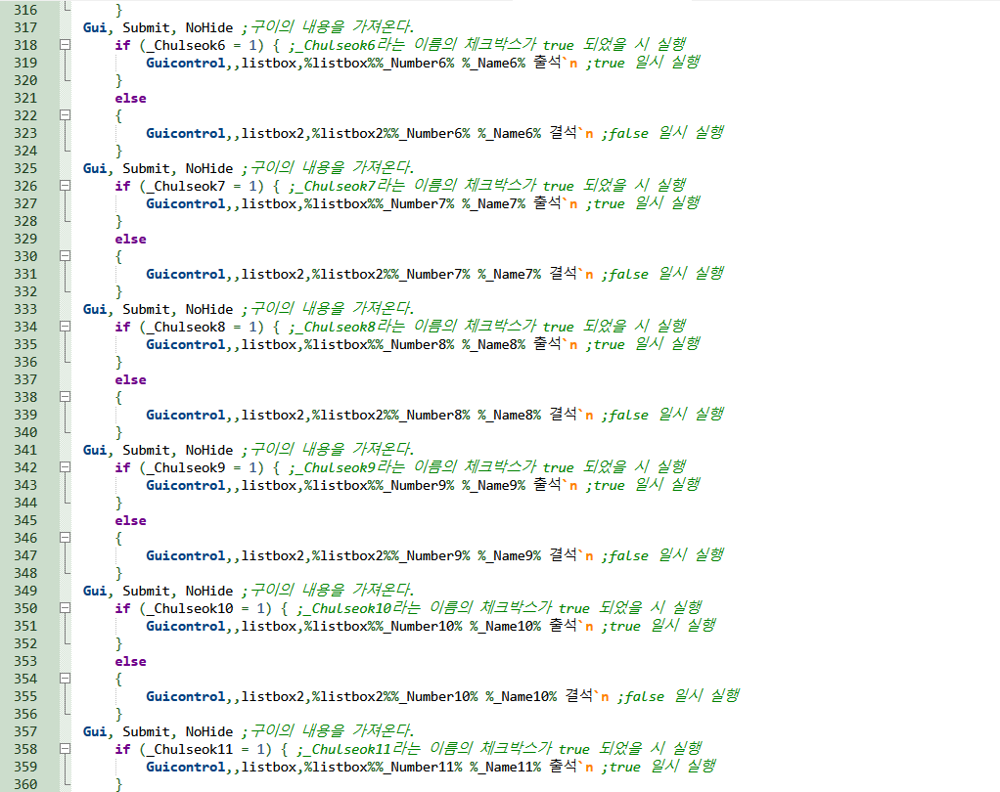 316 }
317 Gui, Submit, NoHide ;구이의 내용을 가져온다.
318 if (_Chulseok6 = 1) { ;_Chulseok6라는 이름의 체크박스가 true 되었을 시 실행
319 Guicontrol,,listbox,%listbox%%_Number6% %_Name6% 출석`n ;true 일시 실행
320 }
321 else
322 {
323 Guicontrol,,listbox2,%listbox2%%_Number6% %_Name6% 결석`n ;false 일시 실행
324 }
325 Gui, Submit, NoHide ;구이의 내용을 가져온다.
326 if (_Chulseok7 = 1) { ;_Chulseok7라는 이름의 체크박스가 true 되었을 시 실행
327 Guicontrol,,listbox,%listbox%%_Number7% %_Name7% 출석`n ;true 일시 실행
328 }
329 else
330 {
331 Guicontrol,,listbox2,%listbox2%%_Number7% %_Name7% 결석`n ;false 일시 실행
332 }
333 Gui, Submit, NoHide ;구이의 내용을 가져온다.
334 if (_Chulseok8 = 1) { ;_Chulseok8라는 이름의 체크박스가 true 되었을 시 실행
335 Guicontrol,,listbox,%listbox%%_Number8% %_Name8% 출석`n ;true 일시 실행
336 }
337 else
338 {
339 Guicontrol,,listbox2,%listbox2%%_Number8% %_Name8% 결석`n ;false 일시 실행
340 }
341 Gui, Submit, NoHide ;구이의 내용을 가져온다.
342 if (_Chulseok9 = 1) { ;_Chulseok9라는 이름의 체크박스가 true 되었을 시 실행
343 Guicontrol,,listbox,%listbox%%_Number9% %_Name9% 출석`n ;true 일시 실행
344 }
345 else
346 {
347 Guicontrol,,listbox2,%listbox2%%_Number9% %_Name9% 결석`n ;false 일시 실행
348 }
349 Gui, Submit, NoHide ;구이의 내용을 가져온다.
350 if (_Chulseok10 = 1) { ;_Chulseok10라는 이름의 체크박스가 true 되었을 시 실행
351 Guicontrol,,listbox,%listbox%%_Number10% %_Name10% 출석`n ;true 일시 실행
352 }
353 else
354 {
355 Guicontrol,,listbox2,%listbox2%%_Number10% %_Name10% 결석`n ;false 일시 실행
356 }
357 Gui, Submit, NoHide ;구이의 내용을 가져온다.
358 if (_Chulseok11 = 1) { ;_Chulseok11라는 이름의 체크박스가 true 되었을 시 실행
359 Guicontrol,,listbox,%listbox%%_Number11% %_Name11% 출석`n ;true 일시 실행
360 }